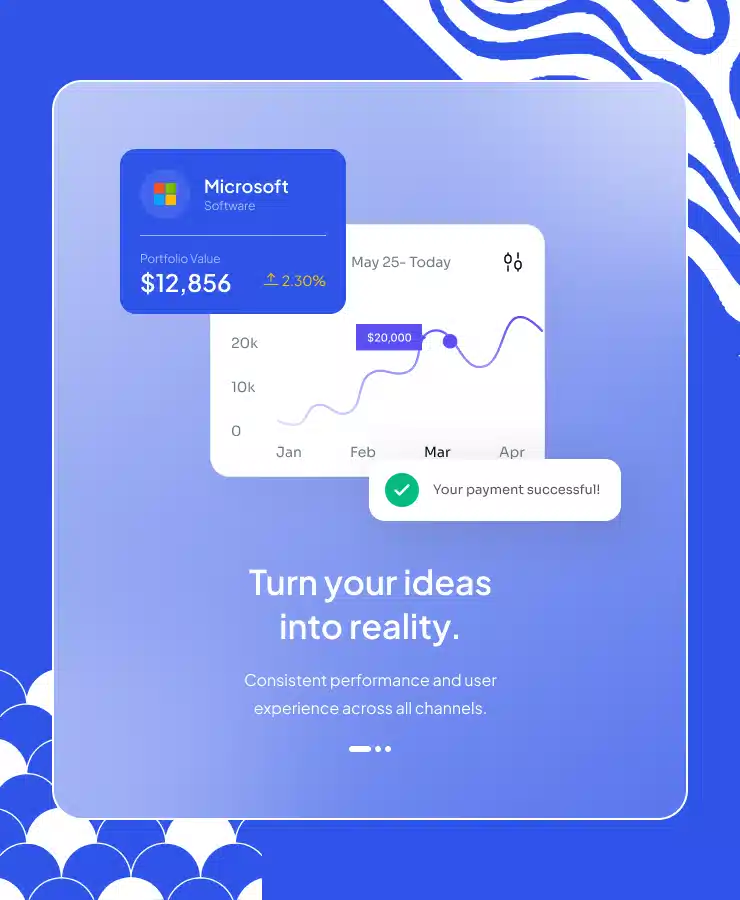 Microsoft
Software
Portfolio Value
$12,856
2.30%
May 25- Today
20k
$20,000
10k
0
Jan Feb Mar Apr
Your payment successful!
Turn your ideas
into reality.
Consistent performance and user
experience across all channels.